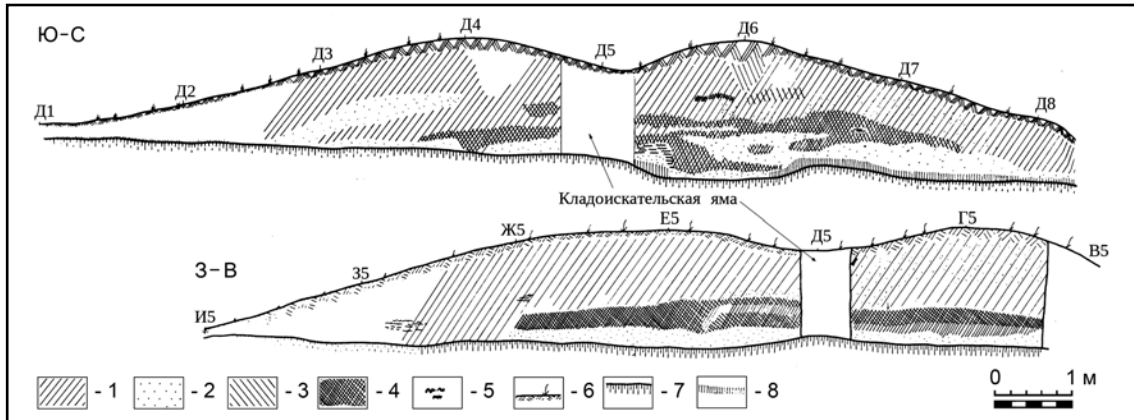 Ю-С
Д1
Д2
Д3
Д4
Д5
Д6
Д7
Д8
Кладоискательская яма
З-В
И5
З5
Ж5
Е5
Д5
Г5
В5
- 1
- 2
- 3
- 4
- 5
- 6
- 7
- 8
0 1 м